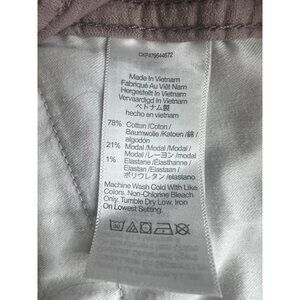 Made In Vietnam
Fabriqué Au Viêt Nam
Hergestellt In Vietnam
Vervaardigd In Vietnam
ベトナム製
hecho en vietnam
78% Cotton /Coton /
Baumwolle /Katoen /綿 /
algodón
21% Modal /Modal /Modal /
Modal /レーヨン /modal
1% Elastane /Elasthanne /
Elastan /Elastaan /
ポリウレタン /elastano
Machine Wash Cold With Like
Colors. Non-Chlorine Bleach
Only. Tumble Dry Low. Iron
On Lowest Setting.